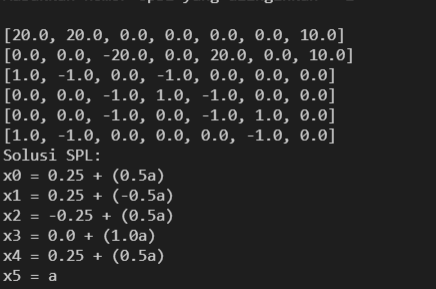 [20.0, 20.0, 0.0, 0.0, 0.0, 0.0, 10.0]
[0.0, 0.0, -20.0, 0.0, 20.0, 0.0, 10.0]
[1.0, -1.0, 0.0, -1.0, 0.0, 0.0, 0.0]
[0.0, 0.0, -1.0, 1.0, -1.0, 0.0, 0.0]
[0.0, 0.0, -1.0, 0.0, -1.0, 1.0, 0.0]
[1.0, -1.0, 0.0, 0.0, 0.0, -1.0, 0.0]
Solusi SPL:
x0 = 0.25 + (0.5a)
x1 = 0.25 + (-0.5a)
x2 = -0.25 + (0.5a)
x3 = 0.0 + (1.0a)
x4 = 0.25 + (0.5a)
x5 = a